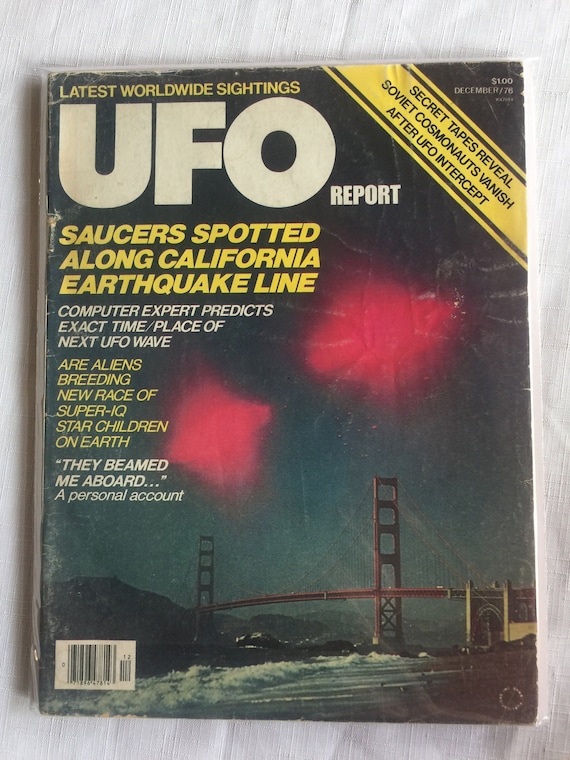 LATEST WORLDWIDE SIGHTINGS
UFO
REPORT
$1.00
DECEMBER/76
SECRET TAPES REVEAL
SOVIET COSMONAUTS VANISH
AFTER UFO INTERCEPT
SAUCERS SPOTTED
ALONG CALIFORNIA
EARTHQUAKE LINE
COMPUTER EXPERT PREDICTS
EXACT TIME/PLACE OF
NEXT UFO WAVE
ARE ALIENS
BREEDING
NEW RACE OF
SUPER-IQ
STAR CHILDREN
ON EARTH
"THEY BEAMED
ME ABOARD..."
A personal account
12
0